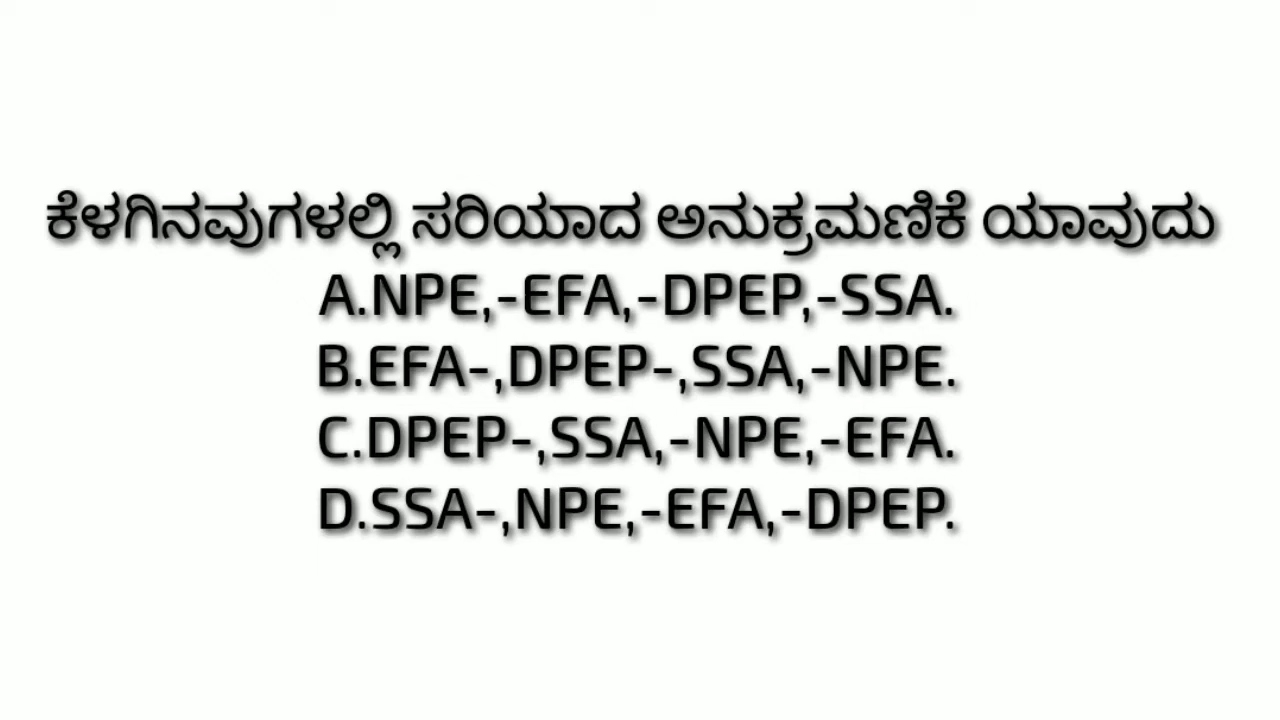 ಕೆಳಗಿನವುಗಳಲ್ಲಿ ಸರಿಯಾದ ಅನುಕ್ರಮಣಿಕೆ ಯಾವುದು
A.NPE,-EFA,-DPEP,-SSA.
B.EFA-,DPEP-,SSA,-NPE.
C.DPEP-,SSA,-NPE,-EFA.
D.SSA-,NPE,-EFA,-DPEP.